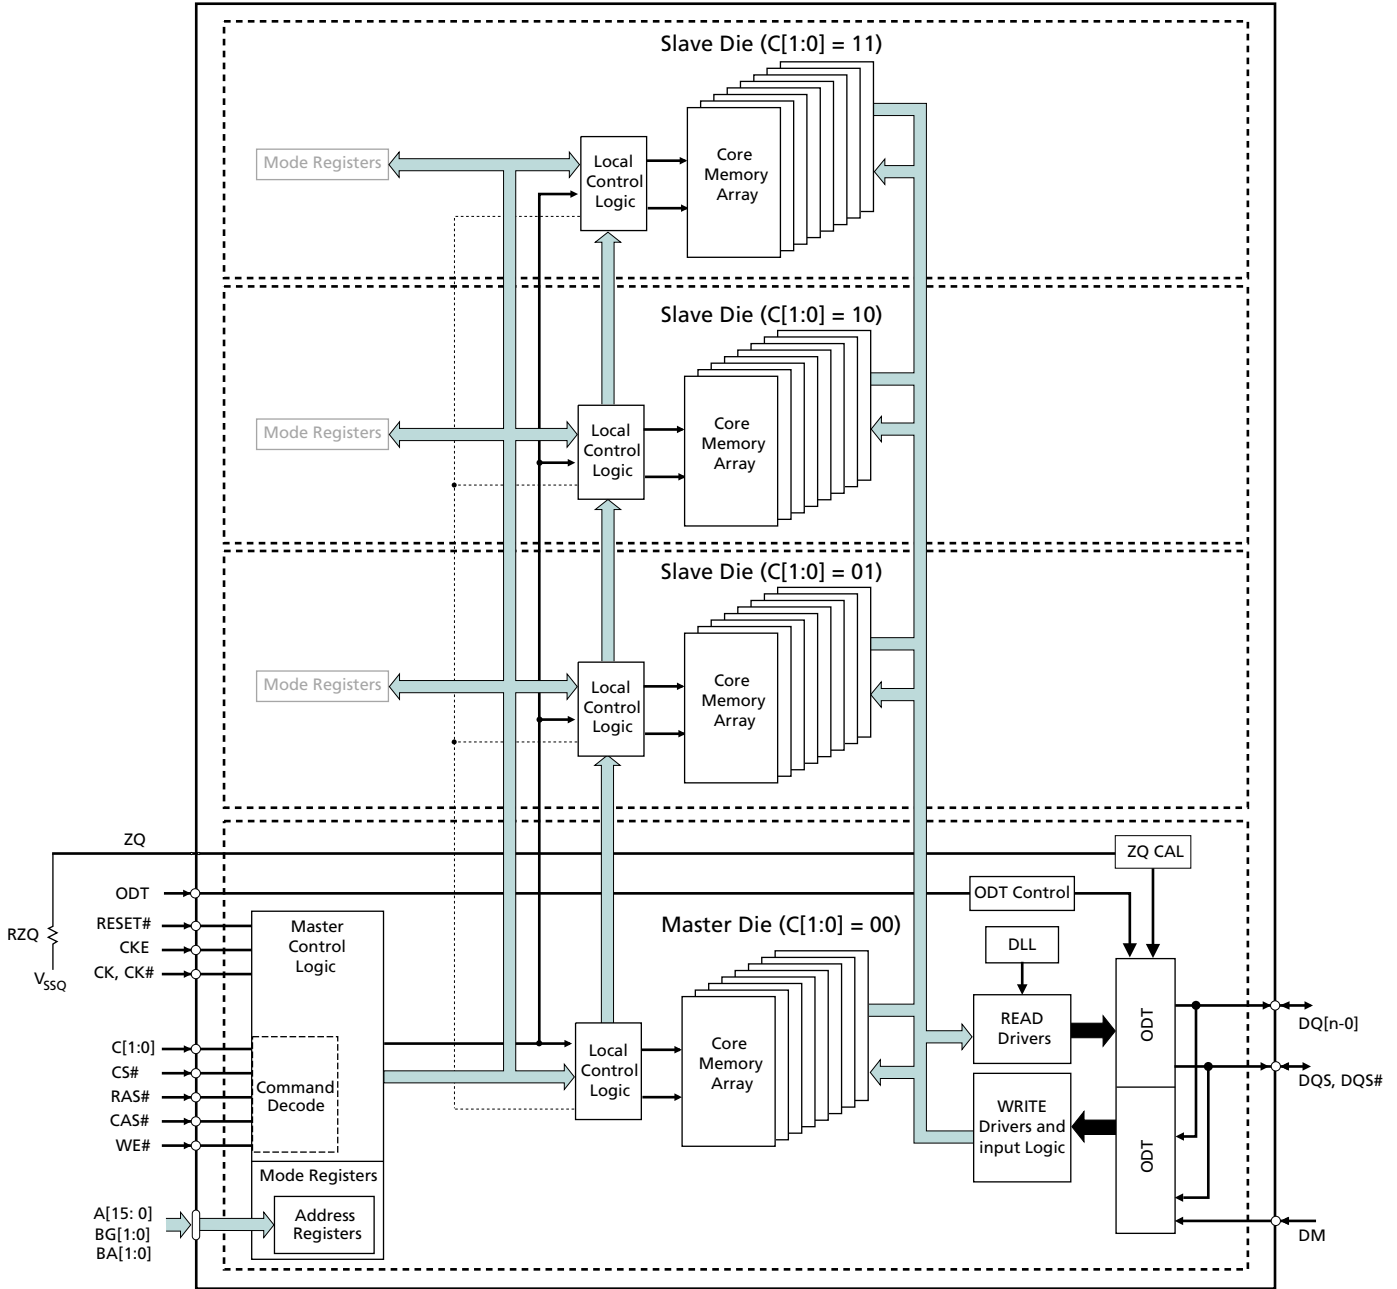 Slave Die (C[1:0] = 11)
Mode Registers
Local
Control
Logic
Core
Memory
Array
Slave Die (C[1:0] = 10)
Mode Registers
Local
Control
Logic
Core
Memory
Array
Slave Die (C[1:0] = 01)
Mode Registers
Local
Control
Logic
Core
Memory
Array
ZQ
ZQ CAL
ODT
ODT Control
RZQ
VSSQ
RESET#
CKE
CK, CK#
Master
Control
Logic
Master Die (C[1:0] = 00)
DLL
C[1:0]
CS#
RAS#
CAS#
WE#
Command
Decode
Local
Control
Logic
Core
Memory
Array
READ
Drivers
ODT
DQ[n-0]
DQS, DQS#
WRITE
Drivers and
input Logic
ODT
Mode Registers
A[15: 0]
BG[1:0]
BA[1:0]
Address
Registers
DM